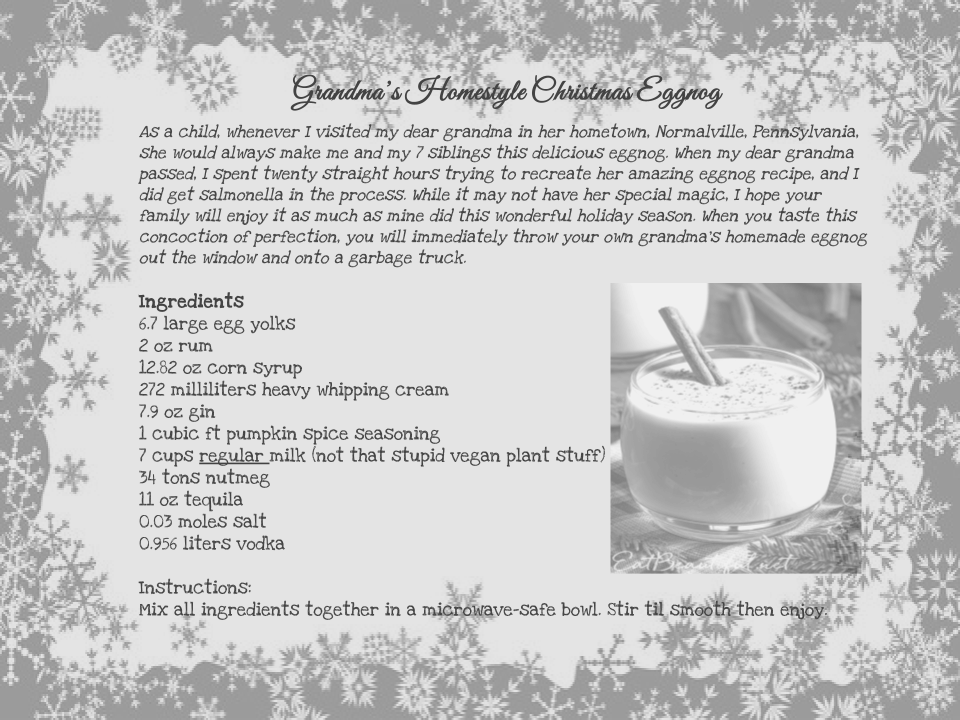 Grandma's Homestyle Christmas Eggnog
As a child, whenever I visited my dear grandma in her hometown, Normalville, Pennsylvania,
she would always make me and my 7 siblings this delicious eggnog. When my dear grandma
passed, I spent twenty straight hours trying to recreate her amazing eggnog recipe, and I
did get salmonella in the process. While it may not have her special magic, I hope your
family will enjoy it as much as mine did this wonderful holiday season. When you taste this
concoction of perfection, you will immediately throw your own grandma's homemade eggnog
out the window and onto a garbage truck.
Ingredients
6.7 large egg yolks
2 oz rum
12.82 oz corn syrup
272 milliliters heavy whipping cream
7.9 oz gin
1 cubic ft pumpkin spice seasoning
7 cups regular milk (not that stupid vegan plant stuff)
34 tons nutmeg
11 oz tequila
0.03 moles salt
0.956 liters vodka
EatBeautiful.net
Instructions:
Mix all ingredients together in a microwave-safe bowl. Stir til smooth then enjoy.